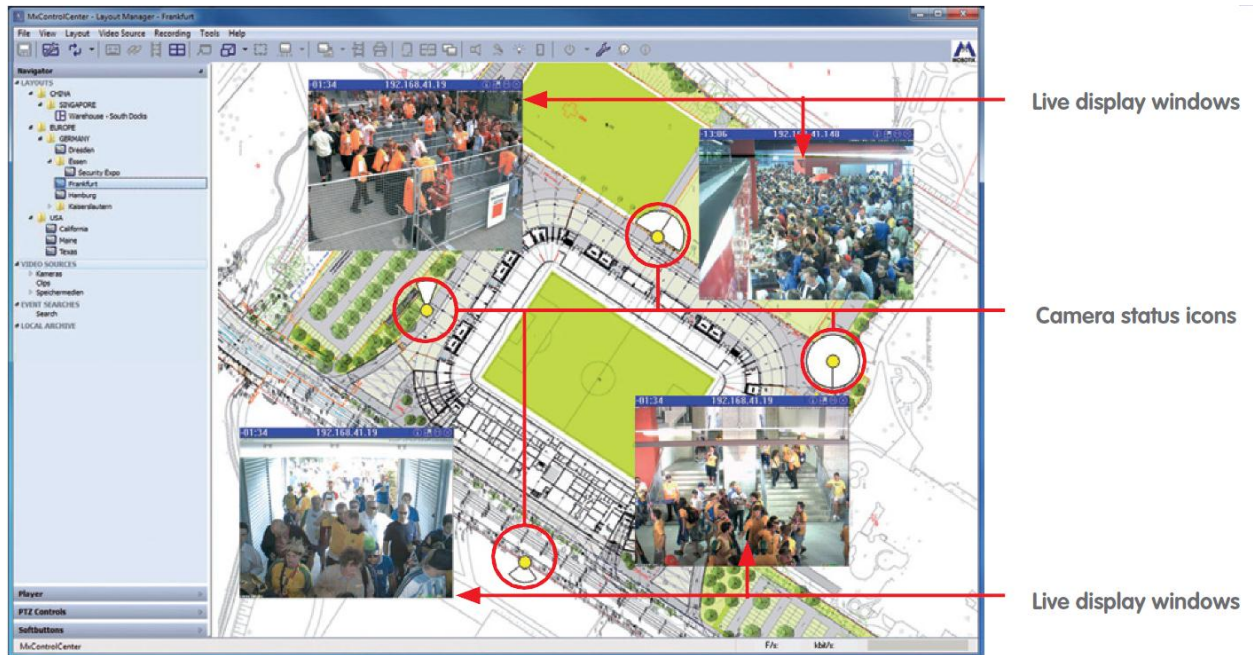 MxControlCenter - Layout Manager - Frankfurt
File View Layout Video Source Recording Tools Help
MOBOTIX
Navigator
LAYOUTS
CHINA
SINGAPORE
Warehouse - South Docks
EUROPE
GERMANY
Dresden
Essen
Security Expo
Frankfurt
Hamburg
Kaiserslautern
USA
California
Maine
Texas
VIDEO SOURCES
Kameras
Clips
Speichermedien
EVENT SEARCHES
Search
LOCAL ARCHIVE
-01:34 192.168.41.19
Live display windows
-13:06 192.168.41.148
Camera status icons
-01:34 192.168.41.19
-01:34 192.168.41.19
Live display windows
Player
PTZ Controls
Softbuttons
MxControlCenter
F/s: kbit/s: